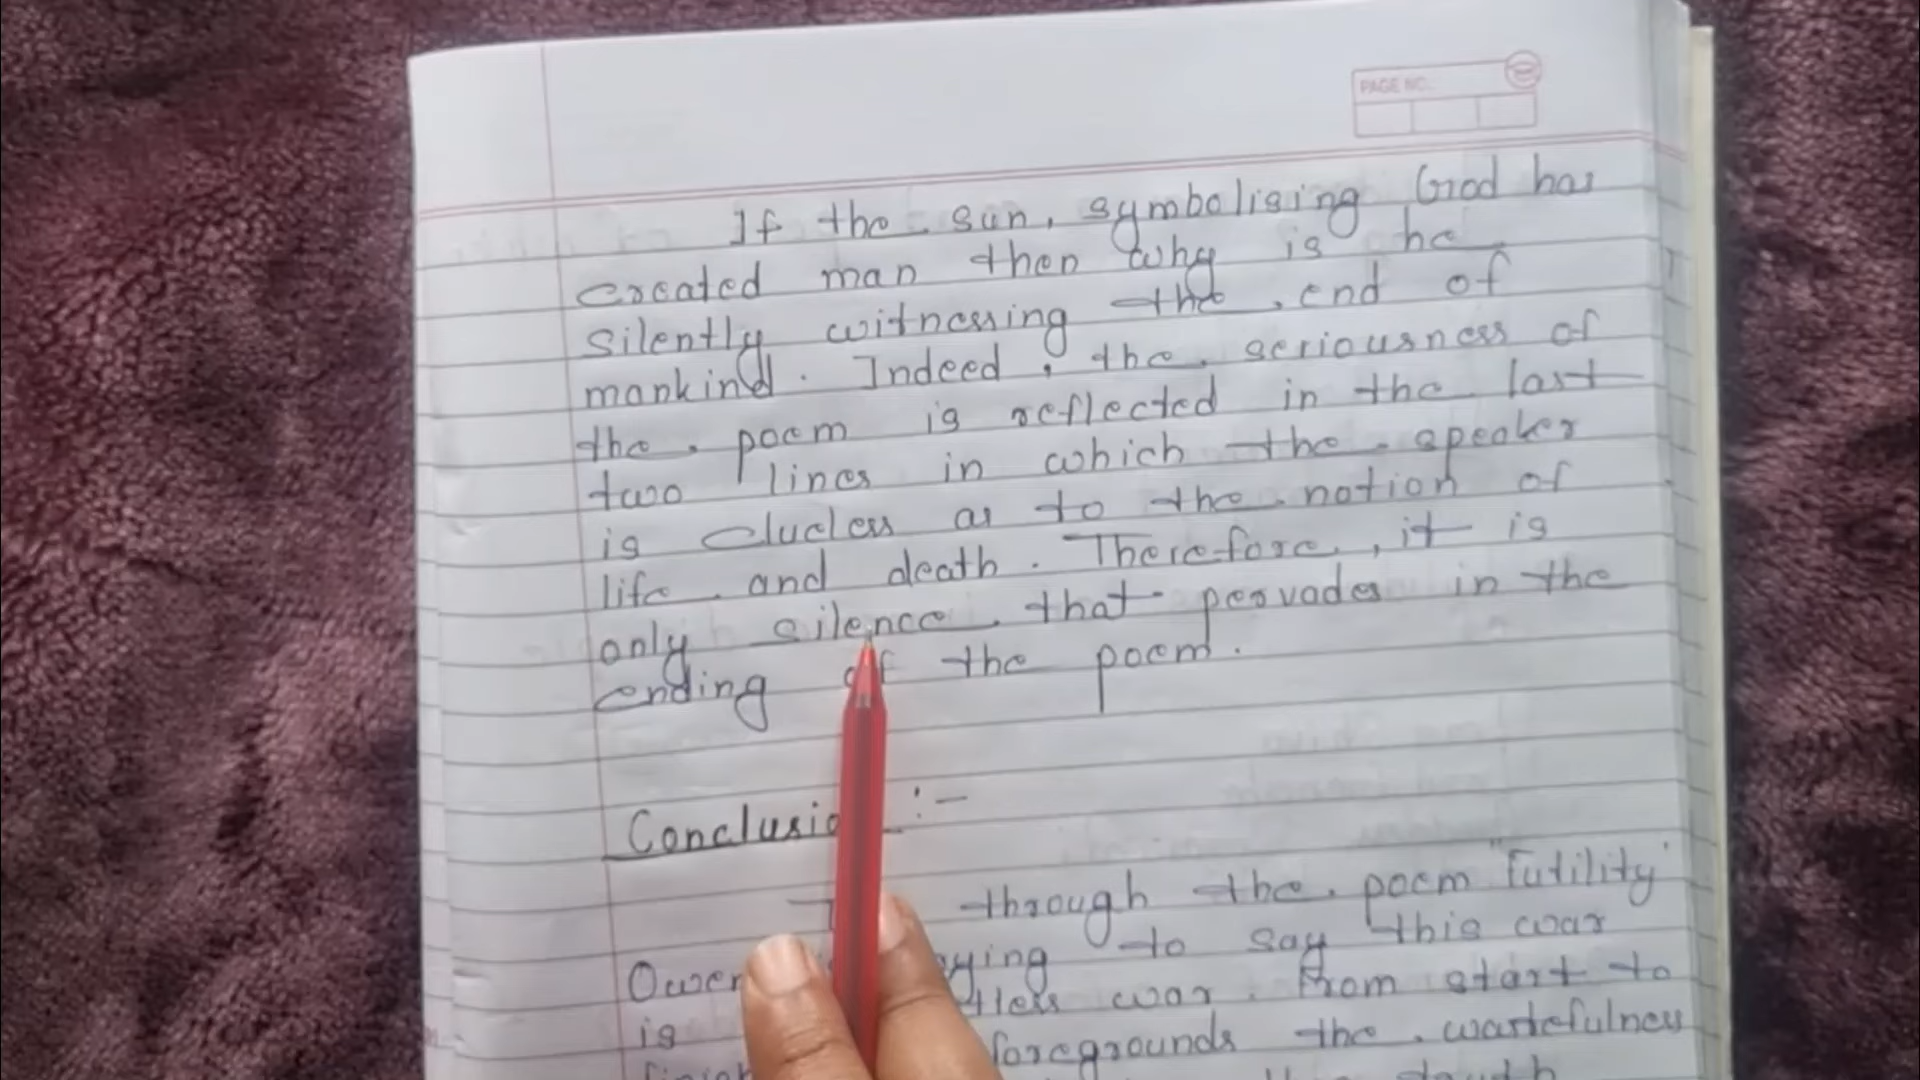 PAGE NO.
If the sun, symbolising God has
created man then why is he
silently witnessing the end of
mankind. Indeed, the seriousness of
the poem is reflected in the last
two lines in which the speaker
is clueless as to the notion of
life and death. Therefore, it is
only silence that pervades in the
ending of the poem.
Conclusio :-
through the poem "Futility"
Owen to say this war
is war. From start to
foregrounds the wastefulness